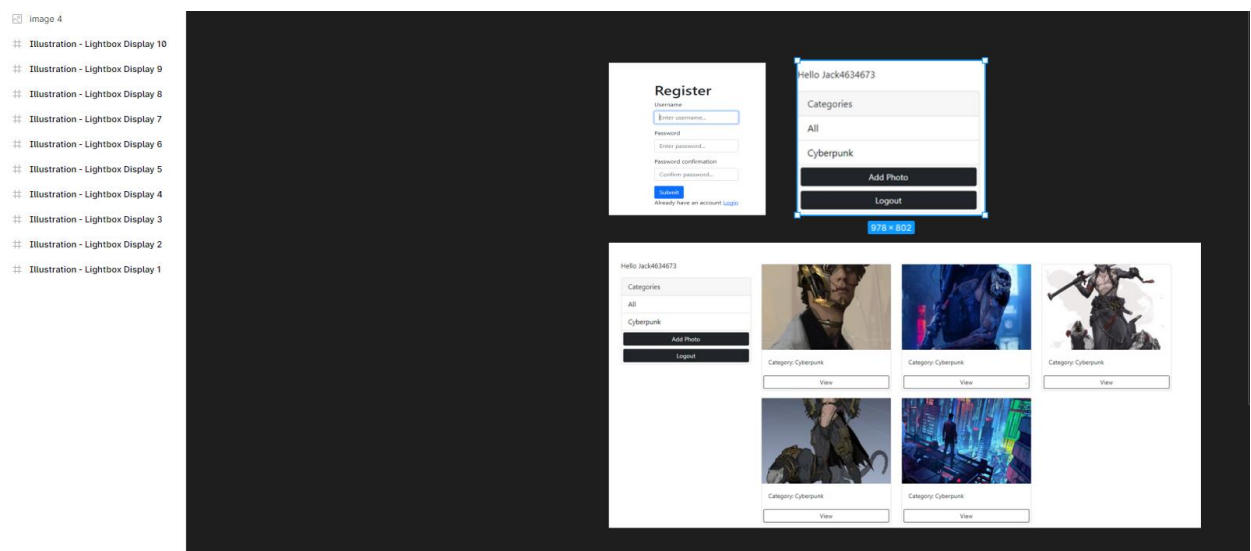 image 4
Illustration - Lightbox Display 10
Illustration - Lightbox Display 9
Illustration - Lightbox Display 8
Illustration - Lightbox Display 7
Illustration - Lightbox Display 6
Illustration - Lightbox Display 5
Illustration - Lightbox Display 4
Illustration - Lightbox Display 3
Illustration - Lightbox Display 2
Illustration - Lightbox Display 1
Register
Username
Enter username...
Password
Enter password...
Password confirmation
Confirm password...
Submit
Already have an account Login
Hello Jack4634673
Categories
All
Cyberpunk
Add Photo
Logout
978 × 802
Hello Jack4634673
Categories
All
Cyberpunk
Add Photo
Logout
Category: Cyberpunk
View
Category: Cyberpunk
View
Category: Cyberpunk
View
Category: Cyberpunk
View
Category: Cyberpunk
View